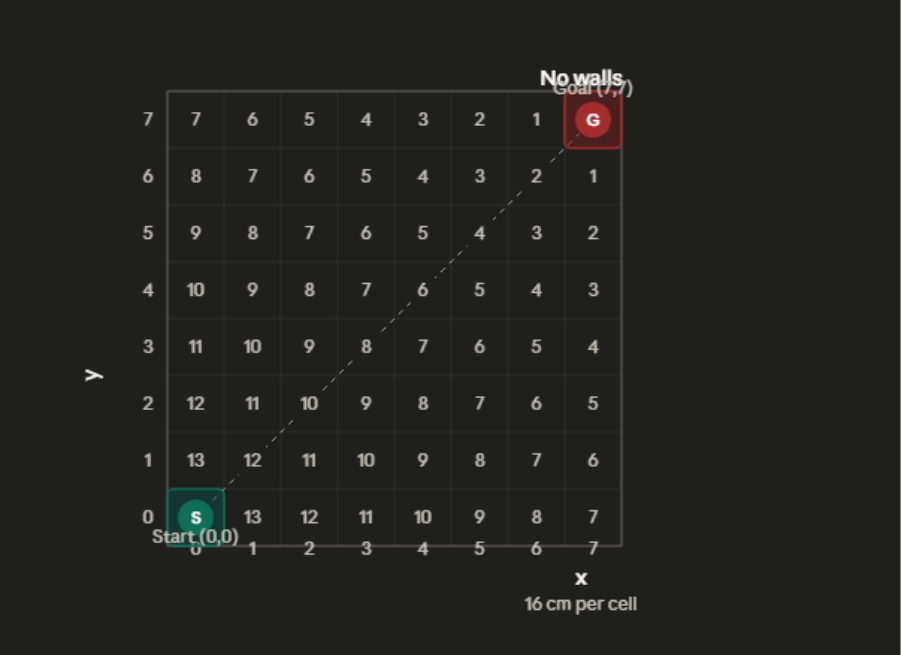 No walls
Goal (7,7)
7 7 6 5 4 3 2 1 G
6 8 7 6 5 4 3 2 1
5 9 8 7 6 5 4 3 2
4 10 9 8 7 6 5 4 3
3 11 10 9 8 7 6 5 4
y
2 12 11 10 9 8 7 6 5
1 13 12 11 10 9 8 7 6
0 S 13 12 11 10 9 8 7
Start (0,0)
0 1 2 3 4 5 6 7
x
16 cm per cell